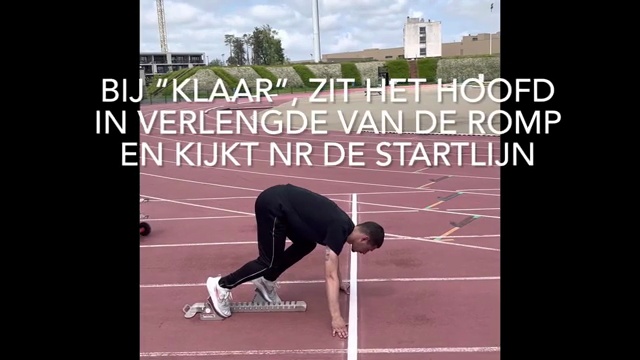 BIJ “KLAAR”, ZIT HET HOOFD
IN VERLENGDE VAN DE ROMP
EN KIJKT NR DE STARTLIJN